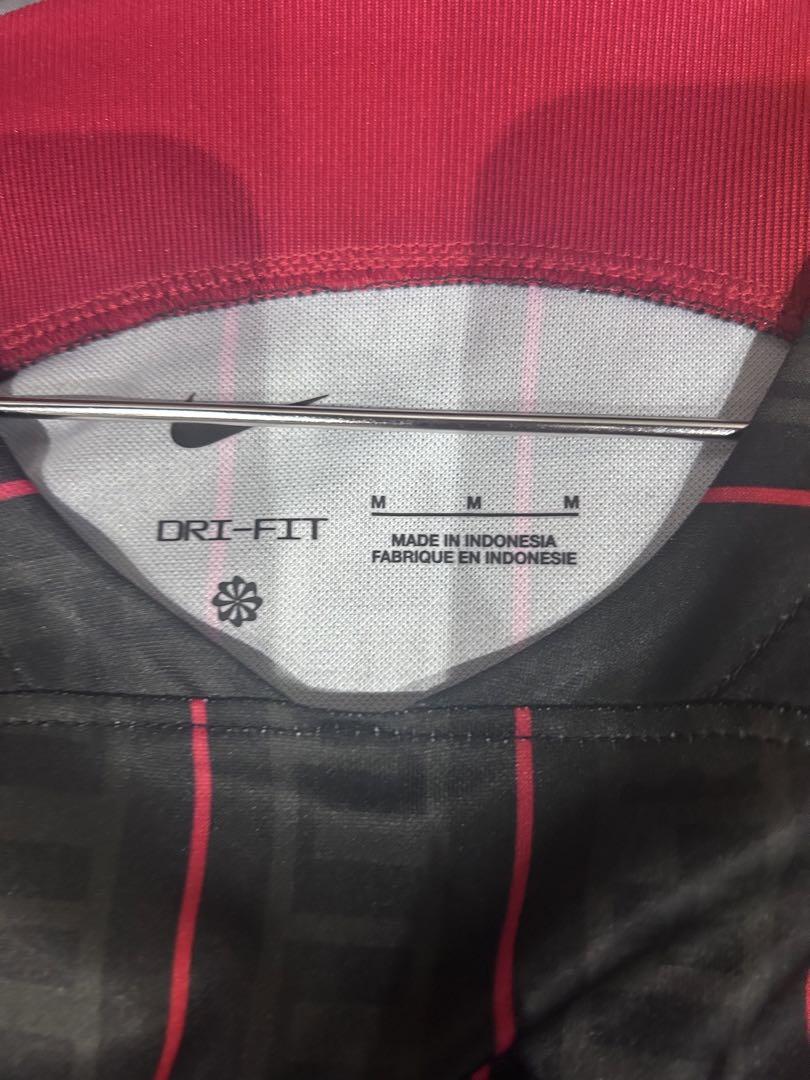 DRI-FIT
M M M
MADE IN INDONESIA
FABRIQUE EN INDONESIE